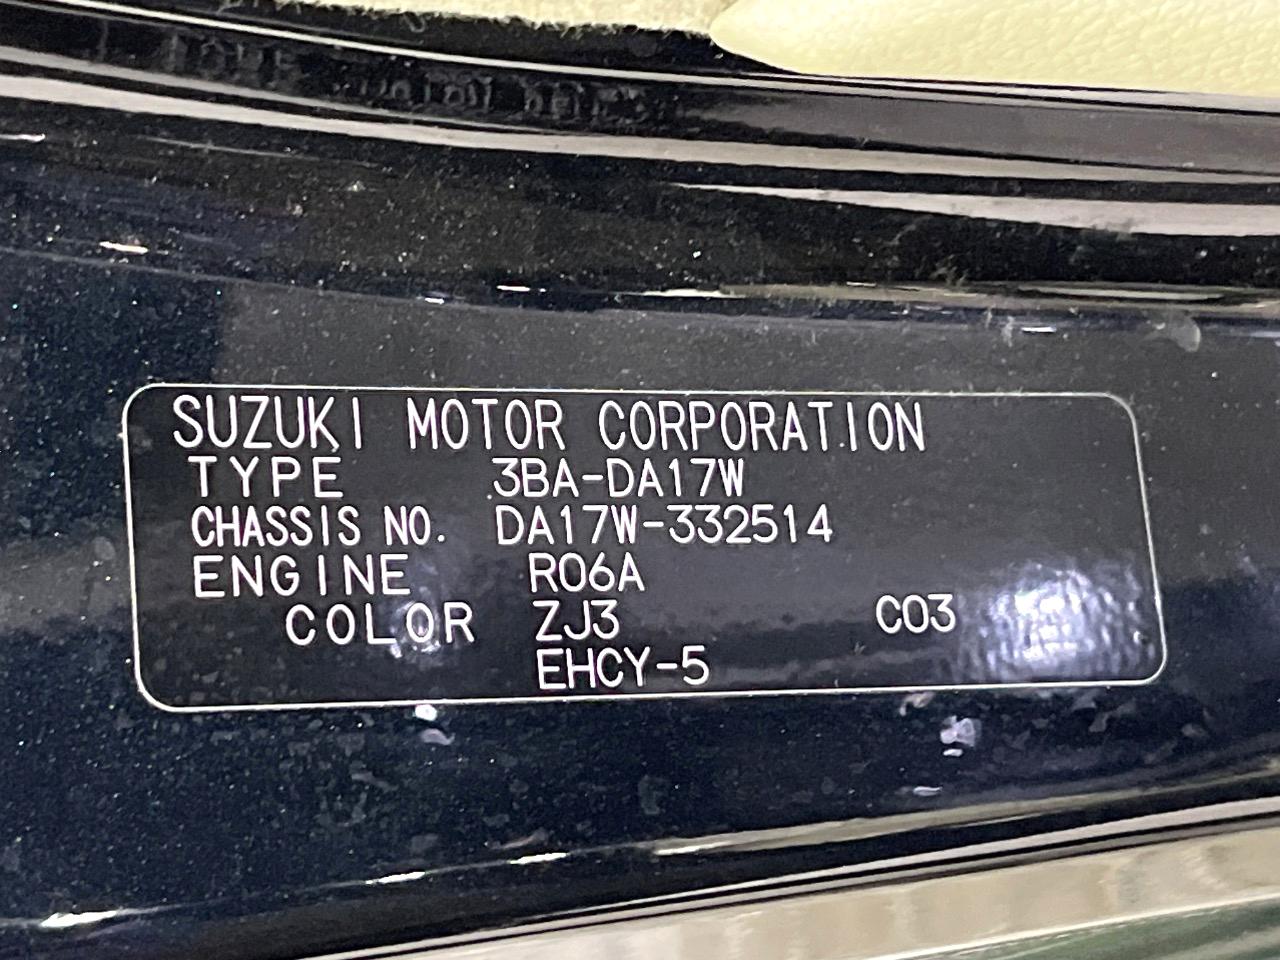 SUZUKI MOTOR CORPORATION
TYPE 3BA-DA17W
CHASSIS NO. DA17W-332514
ENGINE R06A
COLOR ZJ3 C03
EHCY-5